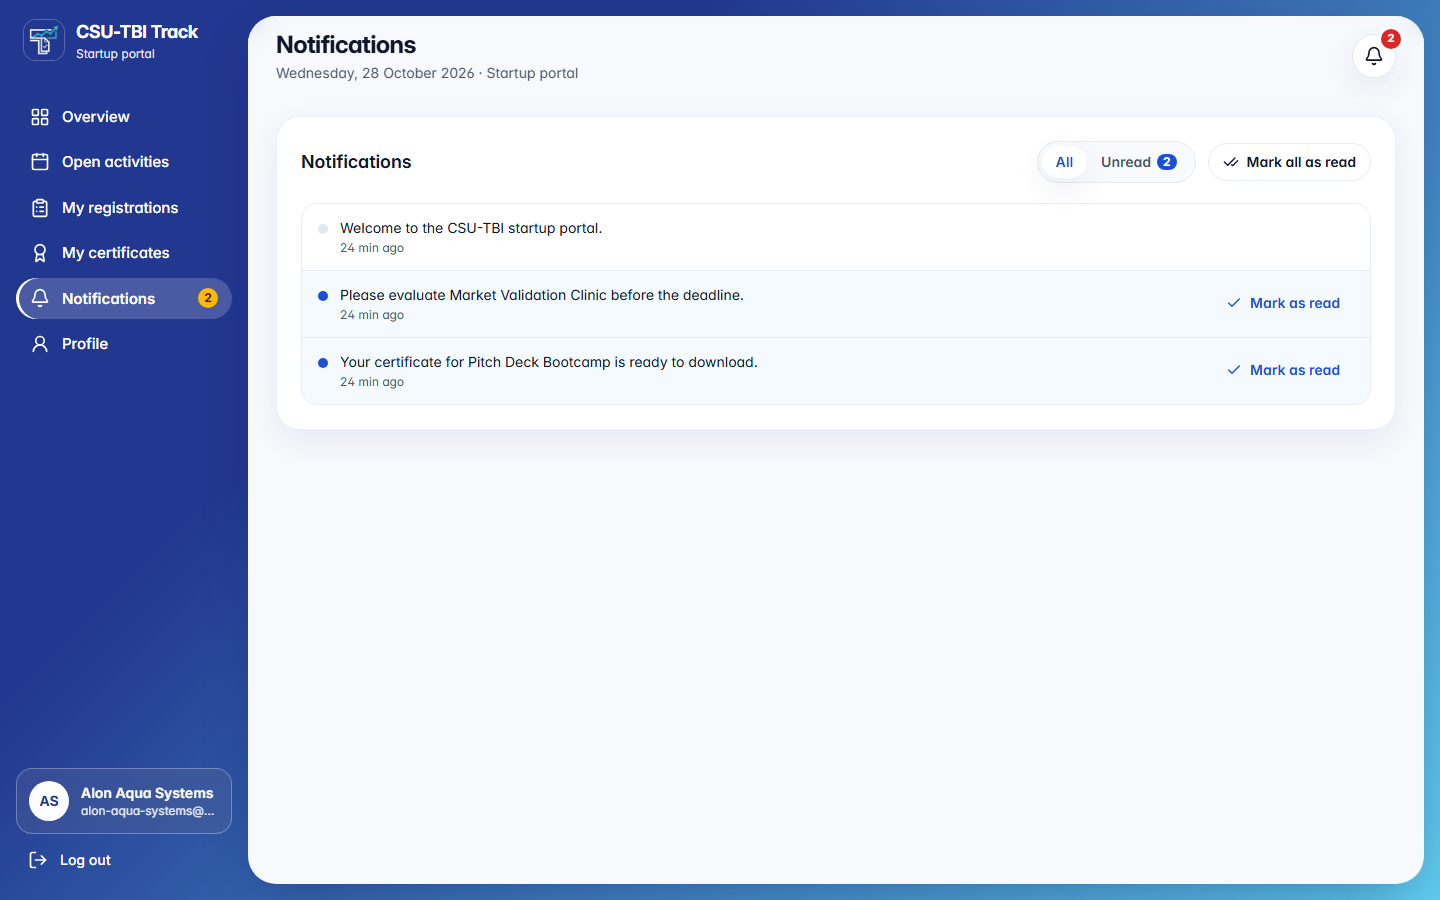 CSU-TBI Track
Startup portal
Overview
Open activities
My registrations
My certificates
Notifications 2
Profile
Alon Aqua Systems
AS
alon-aqua-systems@...
Log out
Notifications
Wednesday, 28 October 2026 · Startup portal
2
Notifications
All
Unread 2
Mark all as read
Welcome to the CSU-TBI startup portal.
24 min ago
Please evaluate Market Validation Clinic before the deadline.
24 min ago
Mark as read
Your certificate for Pitch Deck Bootcamp is ready to download.
24 min ago
Mark as read